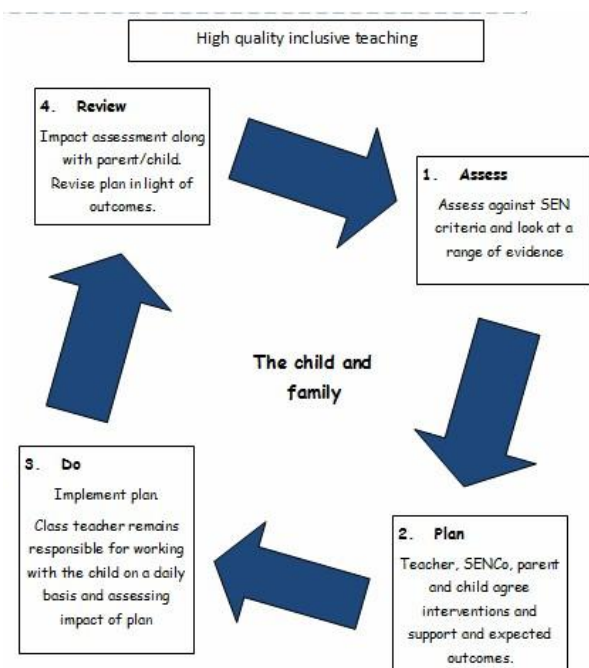 High quality inclusive teaching
4. Review
Impact assessment along
with parent/child.
Revise plan in light of
outcomes.
1. Assess
Assess against SEN
criteria and look at a
range of evidence
The child and
family
3. Do
Implement plan.
Class teacher remains
responsible for working
with the child on a daily
basis and assessing
impact of plan
2. Plan
Teacher, SENCo, parent
and child agree
interventions and
support and expected
outcomes.